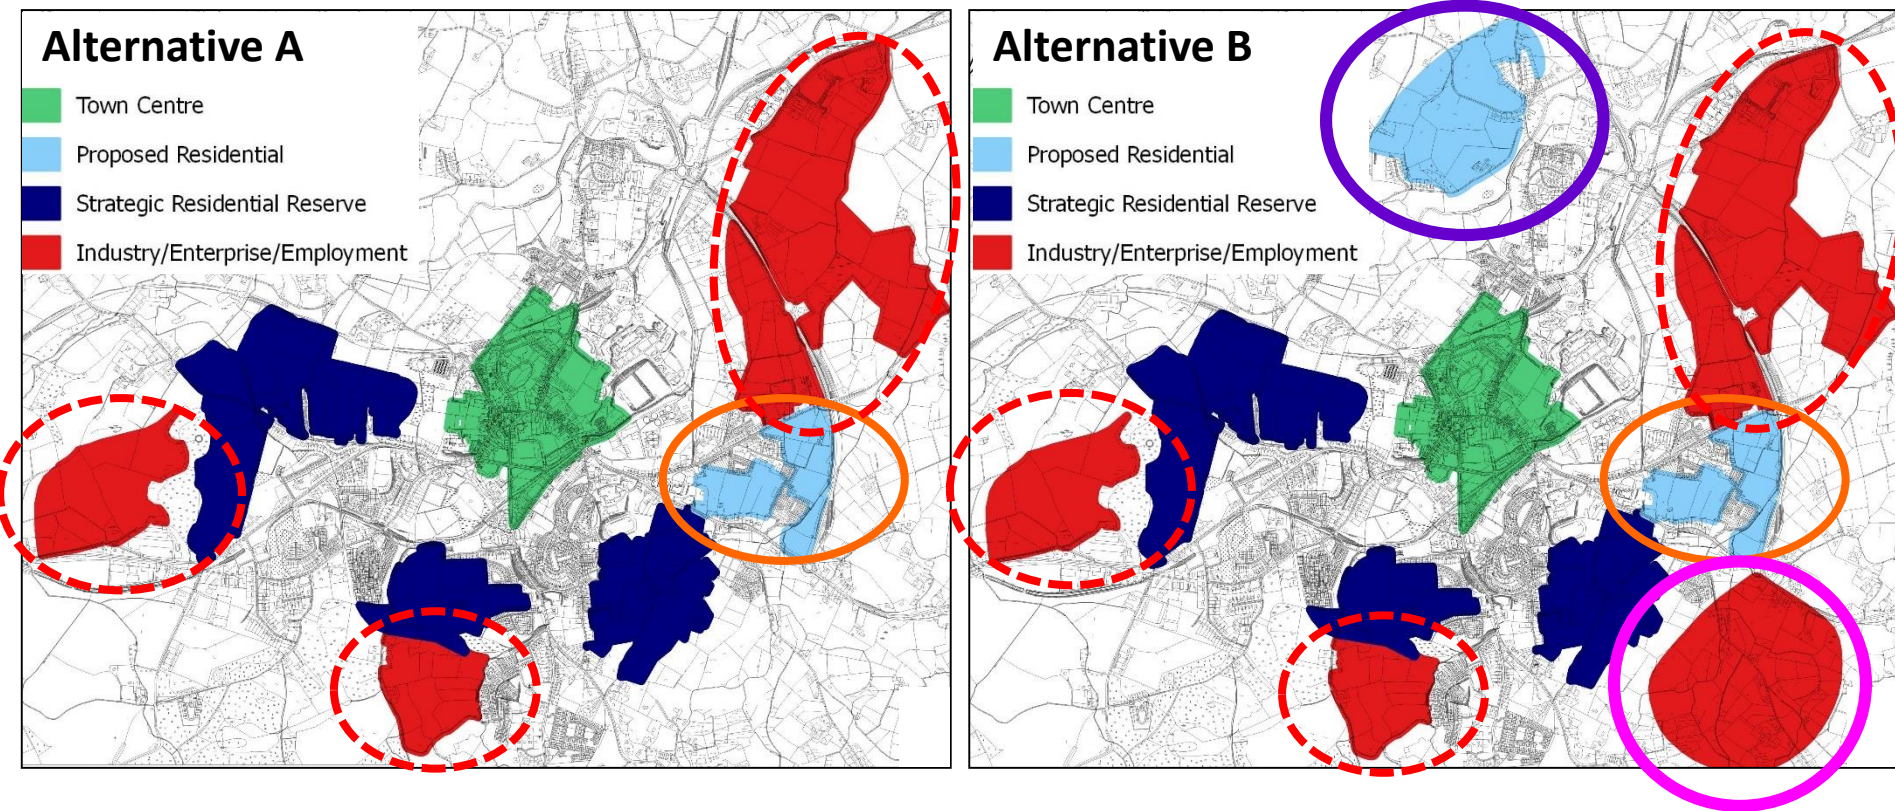 Alternative A
Town Centre
Proposed Residential
Strategic Residential Reserve
Industry/Enterprise/Employment
Alternative B
Town Centre
Proposed Residential
Strategic Residential Reserve
Industry/Enterprise/Employment